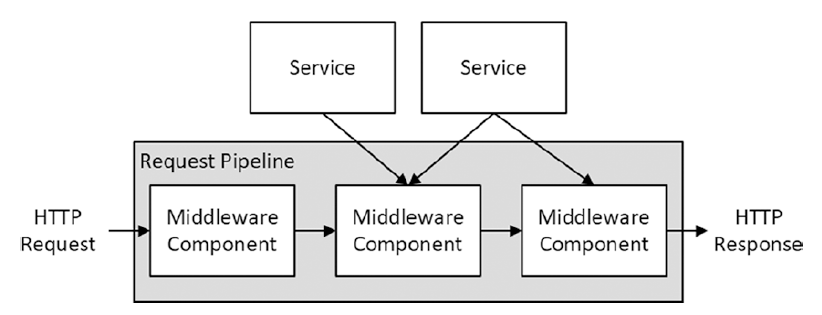 Service
Service
Request Pipeline
HTTP
Request
Middleware
Component
Middleware
Component
Middleware
Component
HTTP
Response